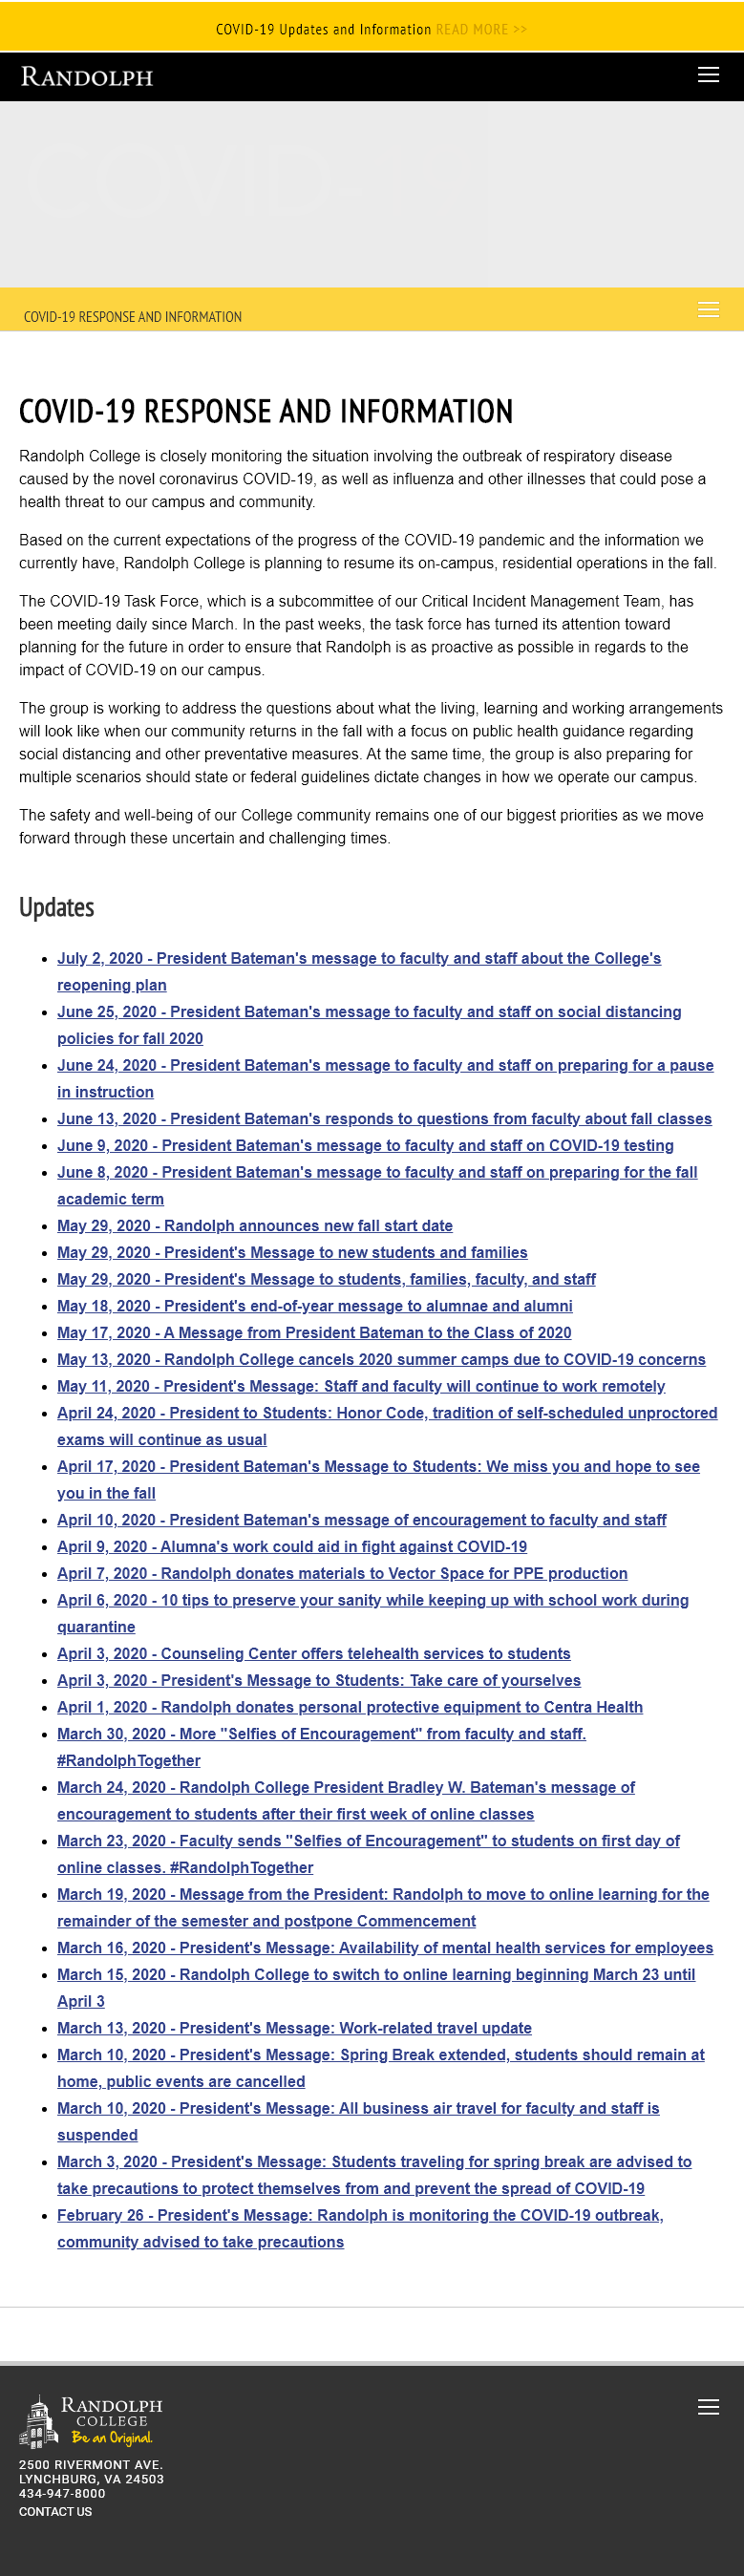 COVID-19 Updates and Information READ MORE >>
RANDOLPH
COVID-
COVID-19 RESPONSE AND INFORMATION
COVID-19 RESPONSE AND INFORMATION
Randolph College is closely monitoring the situation involving the outbreak of respiratory disease
caused by the novel coronavirus COVID-19, as well as influenza and other illnesses that could pose a
health threat to our campus and community.
Based on the current expectations of the progress of the COVID-19 pandemic and the information we
currently have, Randolph College is planning to resume its on-campus, residential operations in the fall.
The COVID-19 Task Force, which is a subcommittee of our Critical Incident Management Team, has
been meeting daily since March. In the past weeks, the task force has turned its attention toward
planning for the future in order to ensure that Randolph is as proactive as possible in regards to the
impact of COVID-19 on our campus.
The group is working to address the questions about what the living, learning and working arrangements
will look like when our community returns in the fall with a focus on public health guidance regarding
social distancing and other preventative measures. At the same time, the group is also preparing for
multiple scenarios should state or federal guidelines dictate changes in how we operate our campus.
The safety and well-being of our College community remains one of our biggest priorities as we move
forward through these uncertain and challenging times.
Updates
July 2, 2020 - President Bateman's message to faculty and staff about the College's
reopening plan
June 25, 2020 - President Bateman's message to faculty and staff on social distancing
policies for fall 2020
June 24, 2020 - President Bateman's message to faculty and staff on preparing for a pause
in instruction
June 13, 2020 - President Bateman's responds to questions from faculty about fall classes
June 9, 2020 - President Bateman's message to faculty and staff on COVID-19 testing
June 8, 2020 - President Bateman's message to faculty and staff on preparing for the fall
academic term
May 29, 2020 - Randolph announces new fall start date
May 29, 2020 - President's Message to new students and families
May 29, 2020 - President's Message to students, families, faculty, and staff
May 18, 2020 - President's end-of-year message to alumnae and alumni
May 17, 2020 - A Message from President Bateman to the Class of 2020
May 13, 2020 - Randolph College cancels 2020 summer camps due to COVID-19 concerns
May 11, 2020 - President's Message: Staff and faculty will continue to work remotely
April 24, 2020 - President to Students: Honor Code, tradition of self-scheduled unproctored
exams will continue as usual
April 17, 2020 - President Bateman's Message to Students: We miss you and hope to see
you in the fall
April 10, 2020 - President Bateman's message of encouragement to faculty and staff
April 9, 2020 - Alumna's work could aid in fight against COVID-19
April 7, 2020 - Randolph donates materials to Vector Space for PPE production
April 6, 2020 - 10 tips to preserve your sanity while keeping up with school work during
quarantine
April 3, 2020 - Counseling Center offers telehealth services to students
April 3, 2020 - President's Message to Students: Take care of yourselves
April 1, 2020 - Randolph donates personal protective equipment to Centra Health
March 30, 2020 - More "Selfies of Encouragement" from faculty and staff.
#RandolphTogether
March 24, 2020 - Randolph College President Bradley W. Bateman's message of
encouragement to students after their first week of online classes
March 23, 2020 - Faculty sends "Selfies of Encouragement" to students on first day of
online classes. #RandolphTogether
March 19, 2020 - Message from the President: Randolph to move to online learning for the
remainder of the semester and postpone Commencement
March 16, 2020 - President's Message: Availability of mental health services for employees
March 15, 2020 - Randolph College to switch to online learning beginning March 23 until
April 3
March 13, 2020 - President's Message: Work-related travel update
March 10, 2020 - President's Message: Spring Break extended, students should remain at
home, public events are cancelled
March 10, 2020 - President's Message: All business air travel for faculty and staff is
suspended
March 3, 2020 - President's Message: Students traveling for spring break are advised to
take precautions to protect themselves from and prevent the spread of COVID-19
February 26 - President's Message: Randolph is monitoring the COVID-19 outbreak,
community advised to take precautions
RANDOLPH
COLLEGE
Be an Original.
2500 RIVERMONT AVE.
LYNCHBURG, VA 24503
434-947-8000
CONTACT US